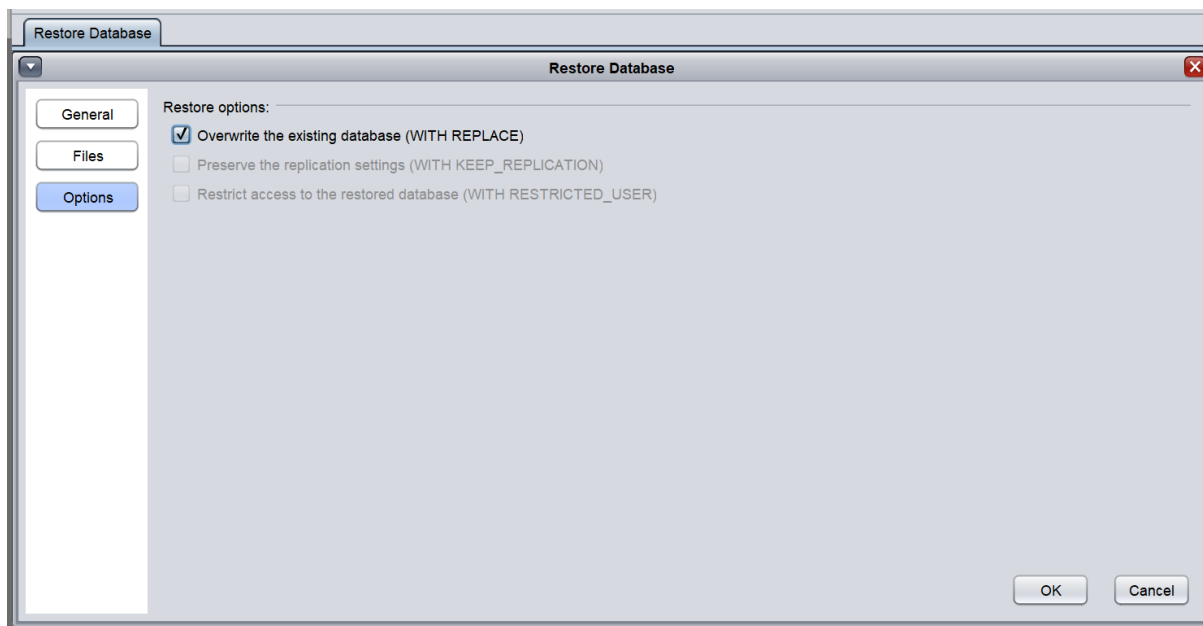 Restore Database
Restore Database
General
Files
Options
Restore options:
Overwrite the existing database (WITH REPLACE)
Preserve the replication settings (WITH KEEP_REPLICATION)
Restrict access to the restored database (WITH RESTRICTED_USER)
OK
Cancel